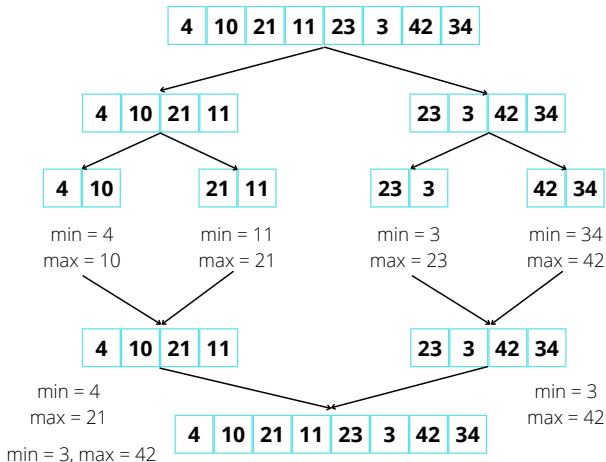 4 10 21 11 23 3 42 34
4 10 21 11
23 3 42 34
4 10
21 11
23 3
42 34
min = 4
max = 10
min = 11
max = 21
min = 3
max = 23
min = 34
max = 42
4 10 21 11
23 3 42 34
min = 4
max = 21
min = 3
max = 42
4 10 21 11 23 3 42 34
min = 3, max = 42